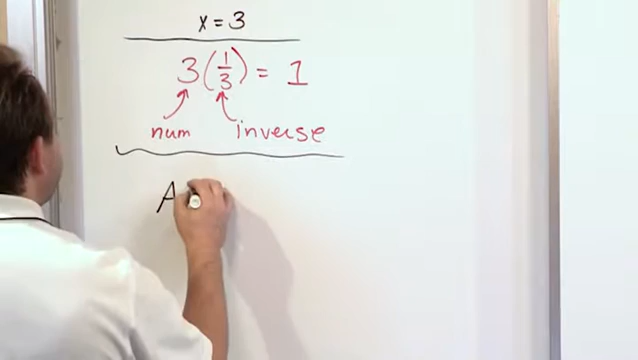 x = 3
3(1/3) = 1
num inverse
A